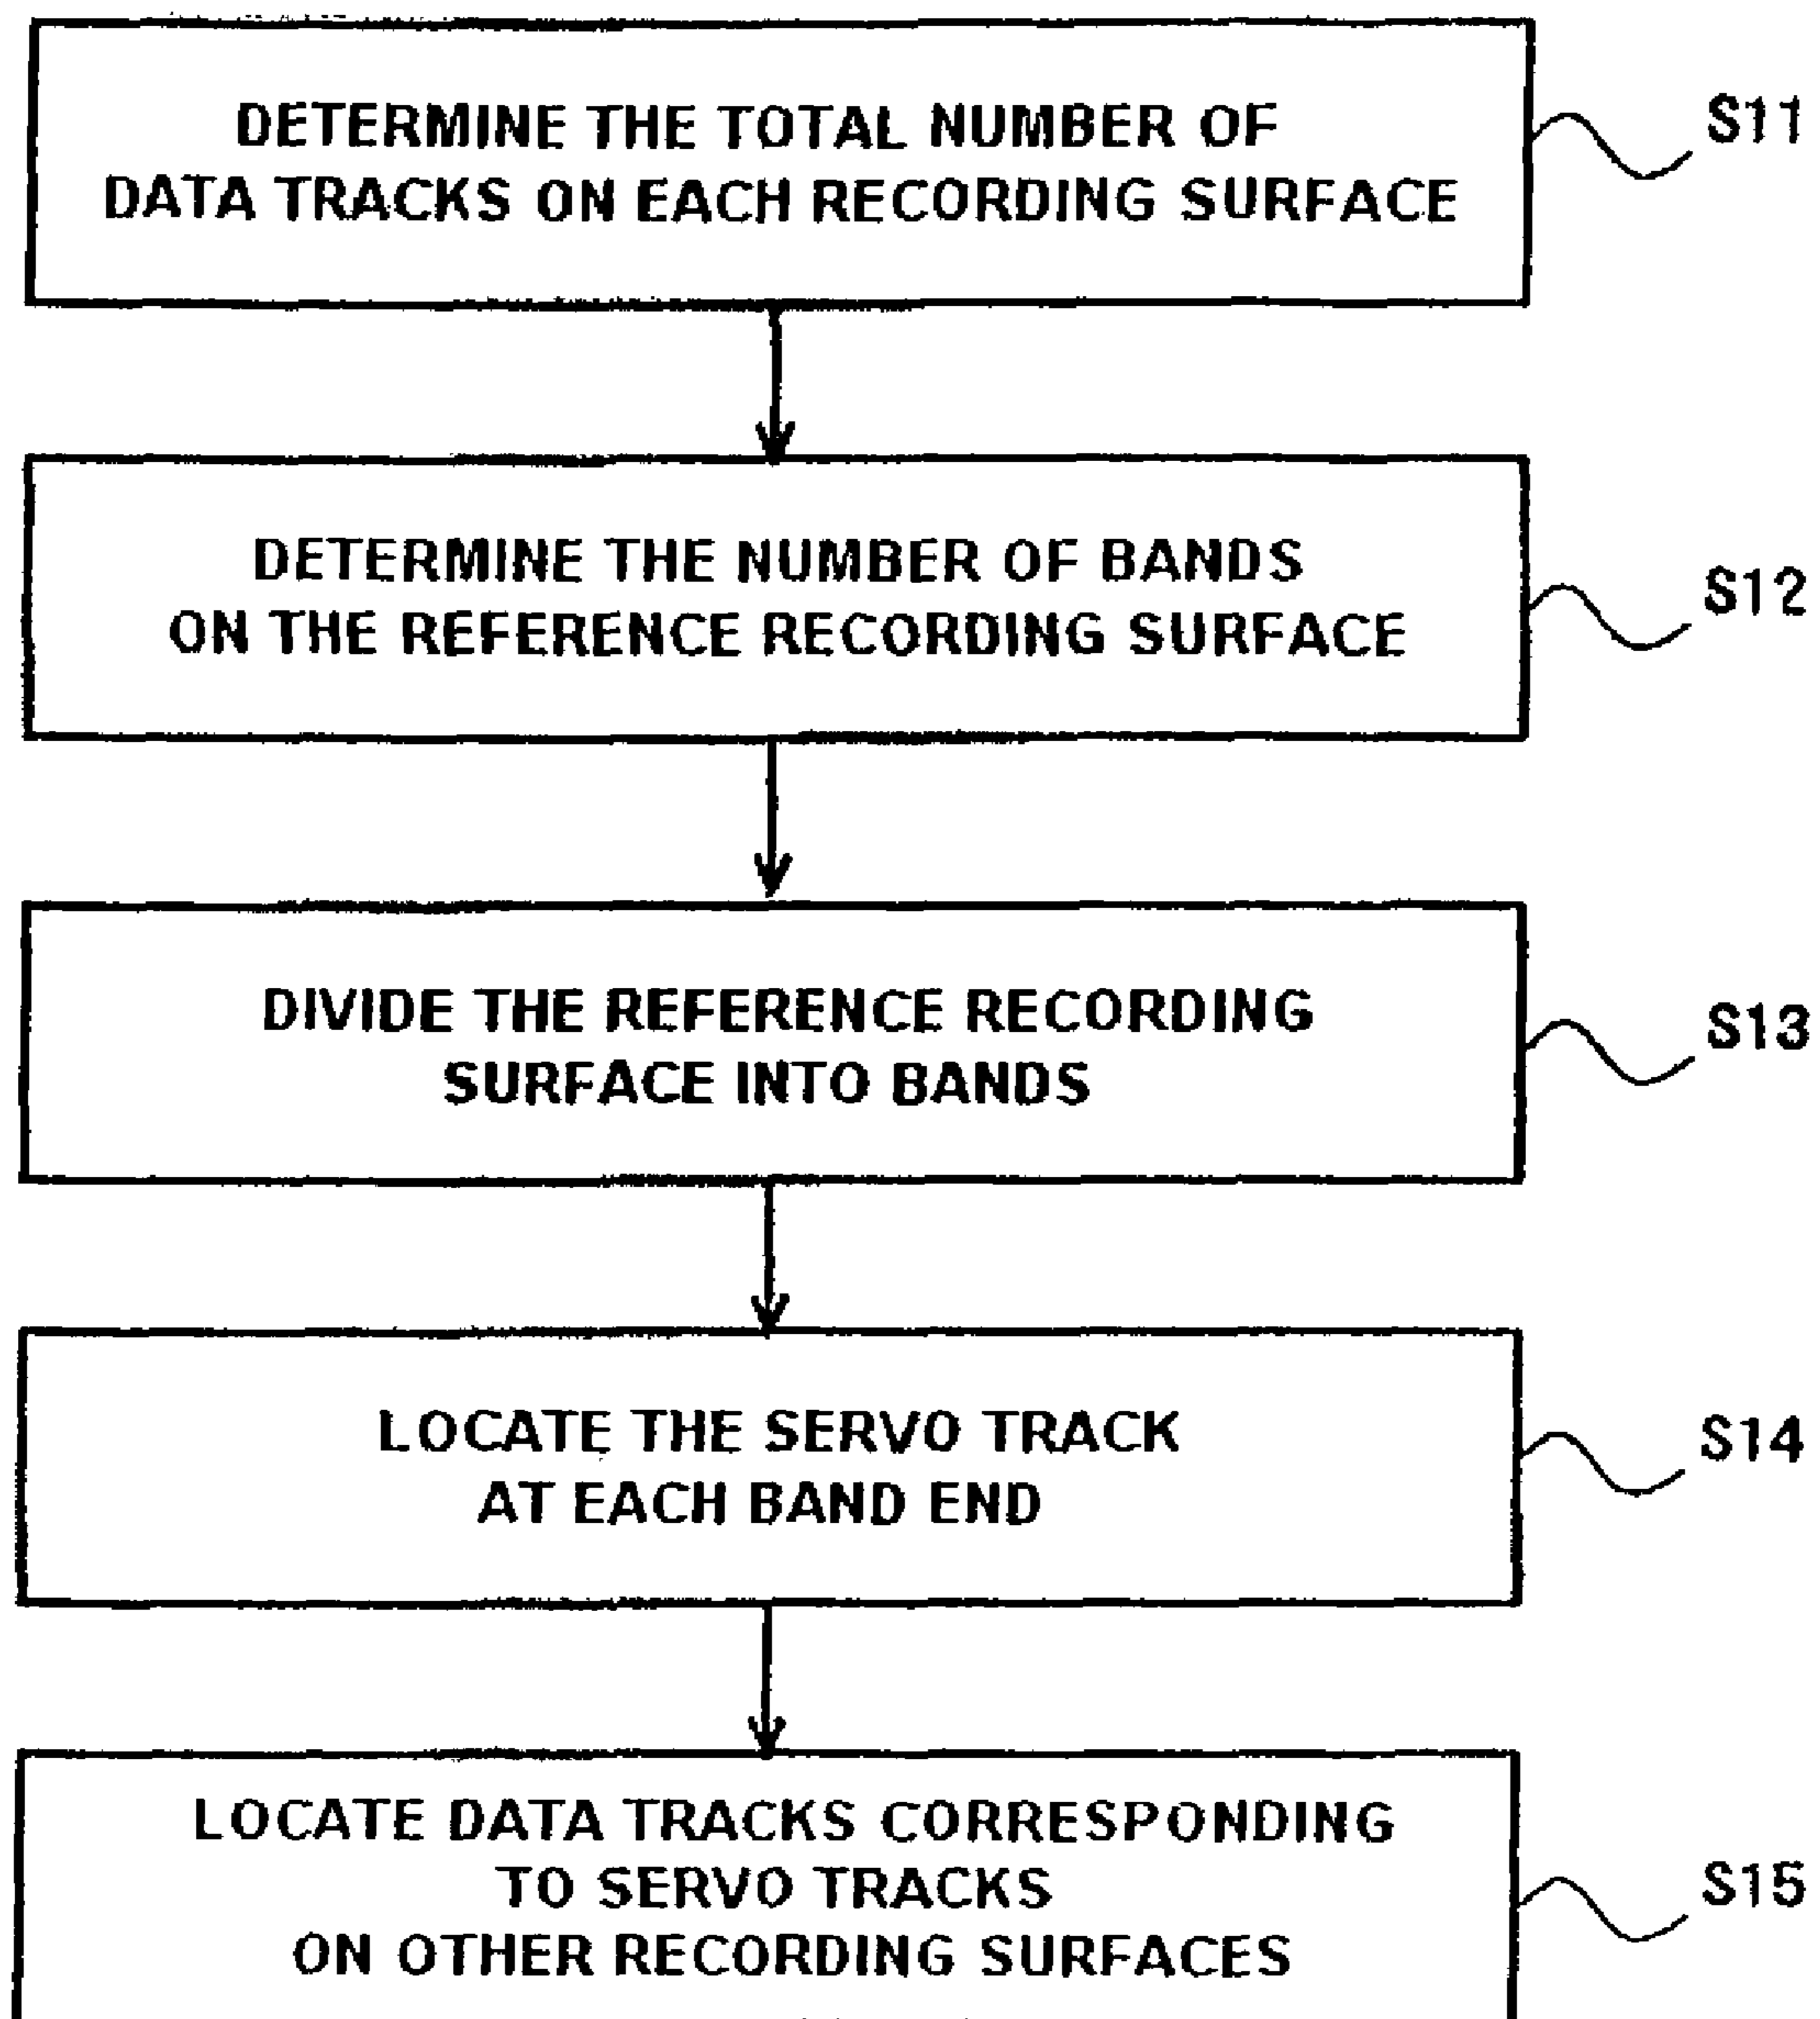 DETERMINE THE TOTAL NUMBER OF
DATA TRACKS ON EACH RECORDING SURFACE
S11
DETERMINE THE NUMBER OF BANDS
ON THE REFERENCE RECORDING SURFACE
S12
DIVIDE THE REFERENCE RECORDING
SURFACE INTO BANDS
S13
LOCATE THE SERVO TRACK
AT EACH BAND END
S14
LOCATE DATA TRACKS CORRESPONDING
TO SERVO TRACKS
ON OTHER RECORDING SURFACES
S15